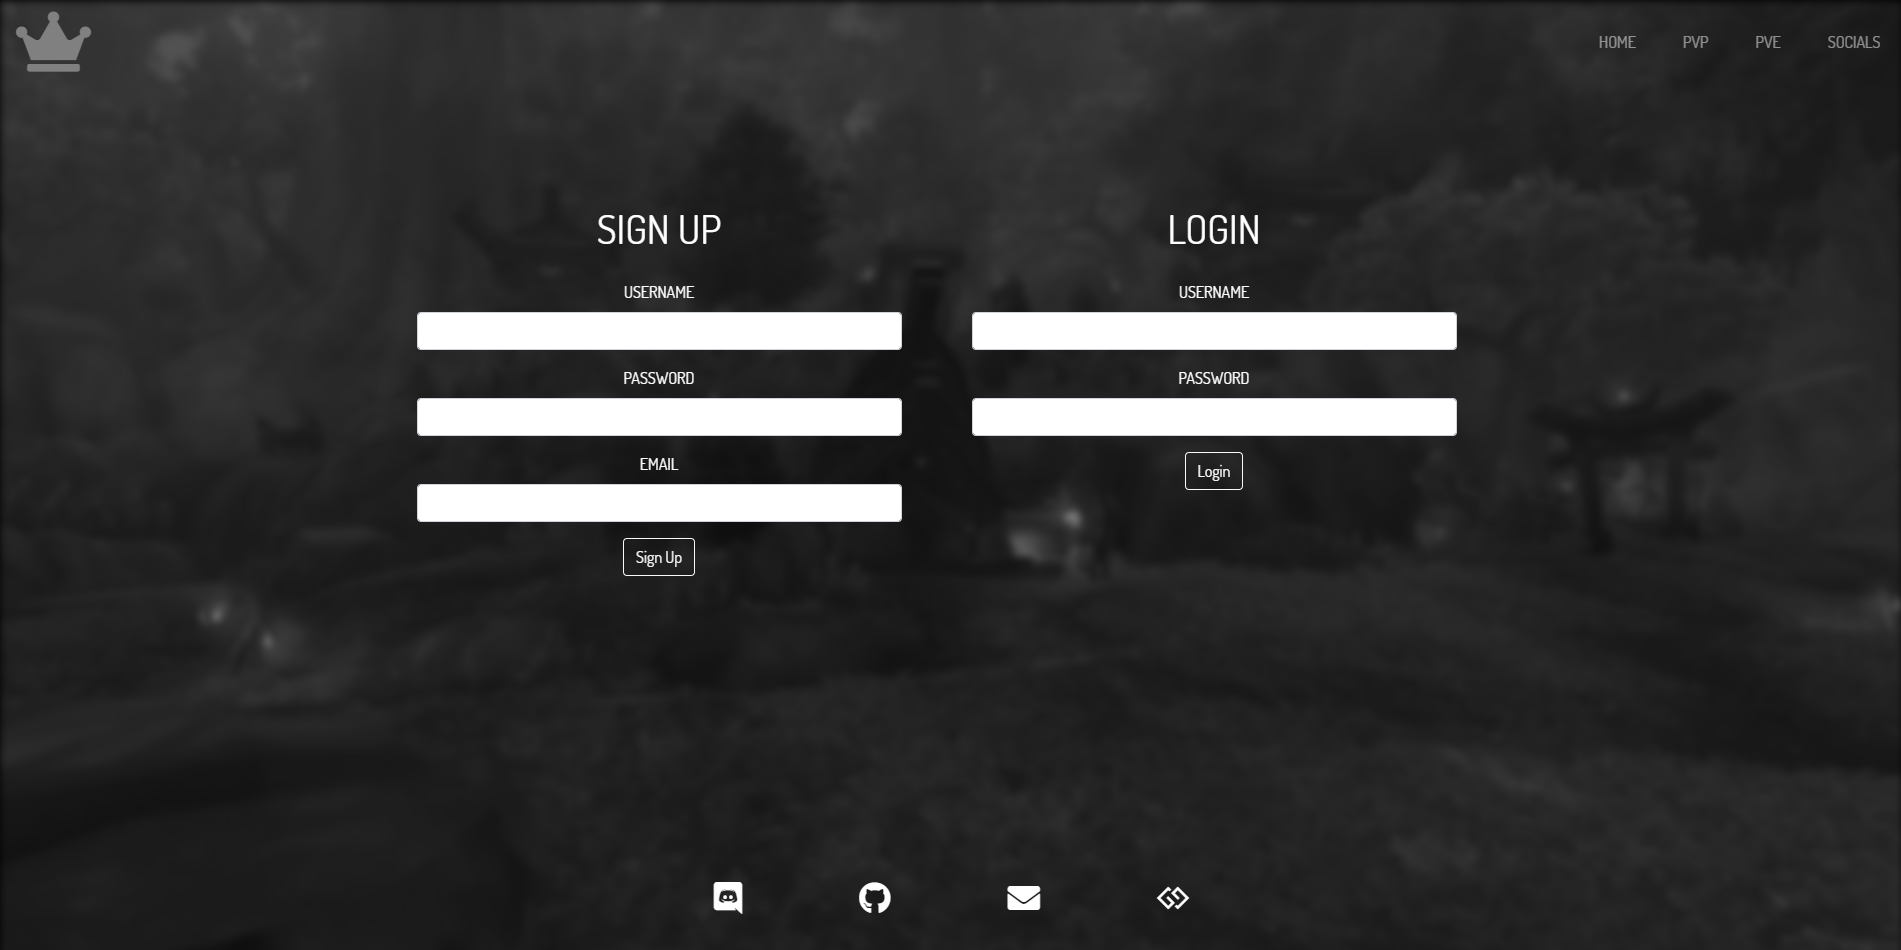 HOME PVP PVE SOCIALS
SIGN UP
USERNAME
PASSWORD
EMAIL
Sign Up
LOGIN
USERNAME
PASSWORD
Login